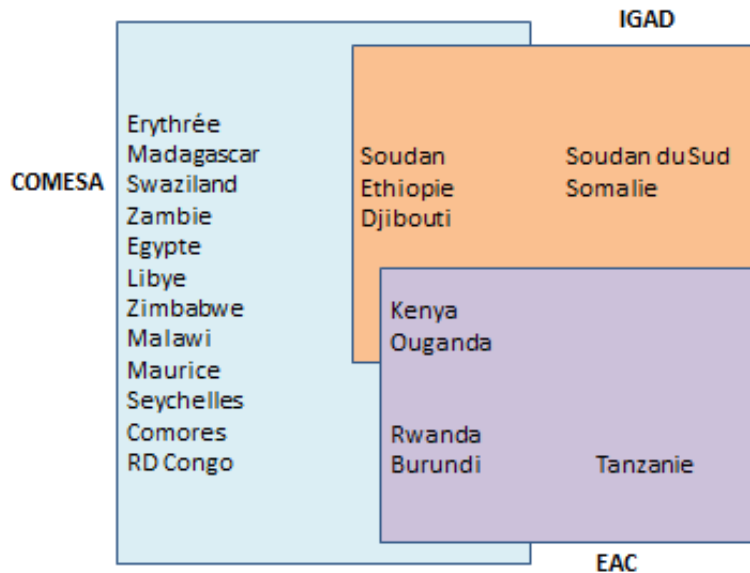 IGAD
COMESA
Erythrée
Madagascar
Swaziland
Zambie
Egypte
Libye
Zimbabwe
Malawi
Maurice
Seychelles
Comores
RD Congo
Soudan
Ethiopie
Djibouti
Soudan du Sud
Somalie
Kenya
Ouganda
Rwanda
Burundi
Tanzanie
EAC